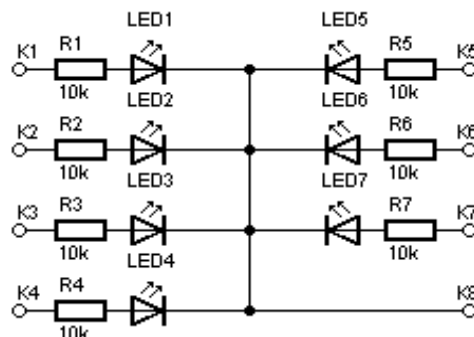 LED1 LED5
K1 R1 R5 K5
10k LED2 LED6 10k
K2 R2 R6 K6
10k LED3 LED7 10k
K3 R3 R7 K7
10k LED4 10k
K4 R4 K8
10k